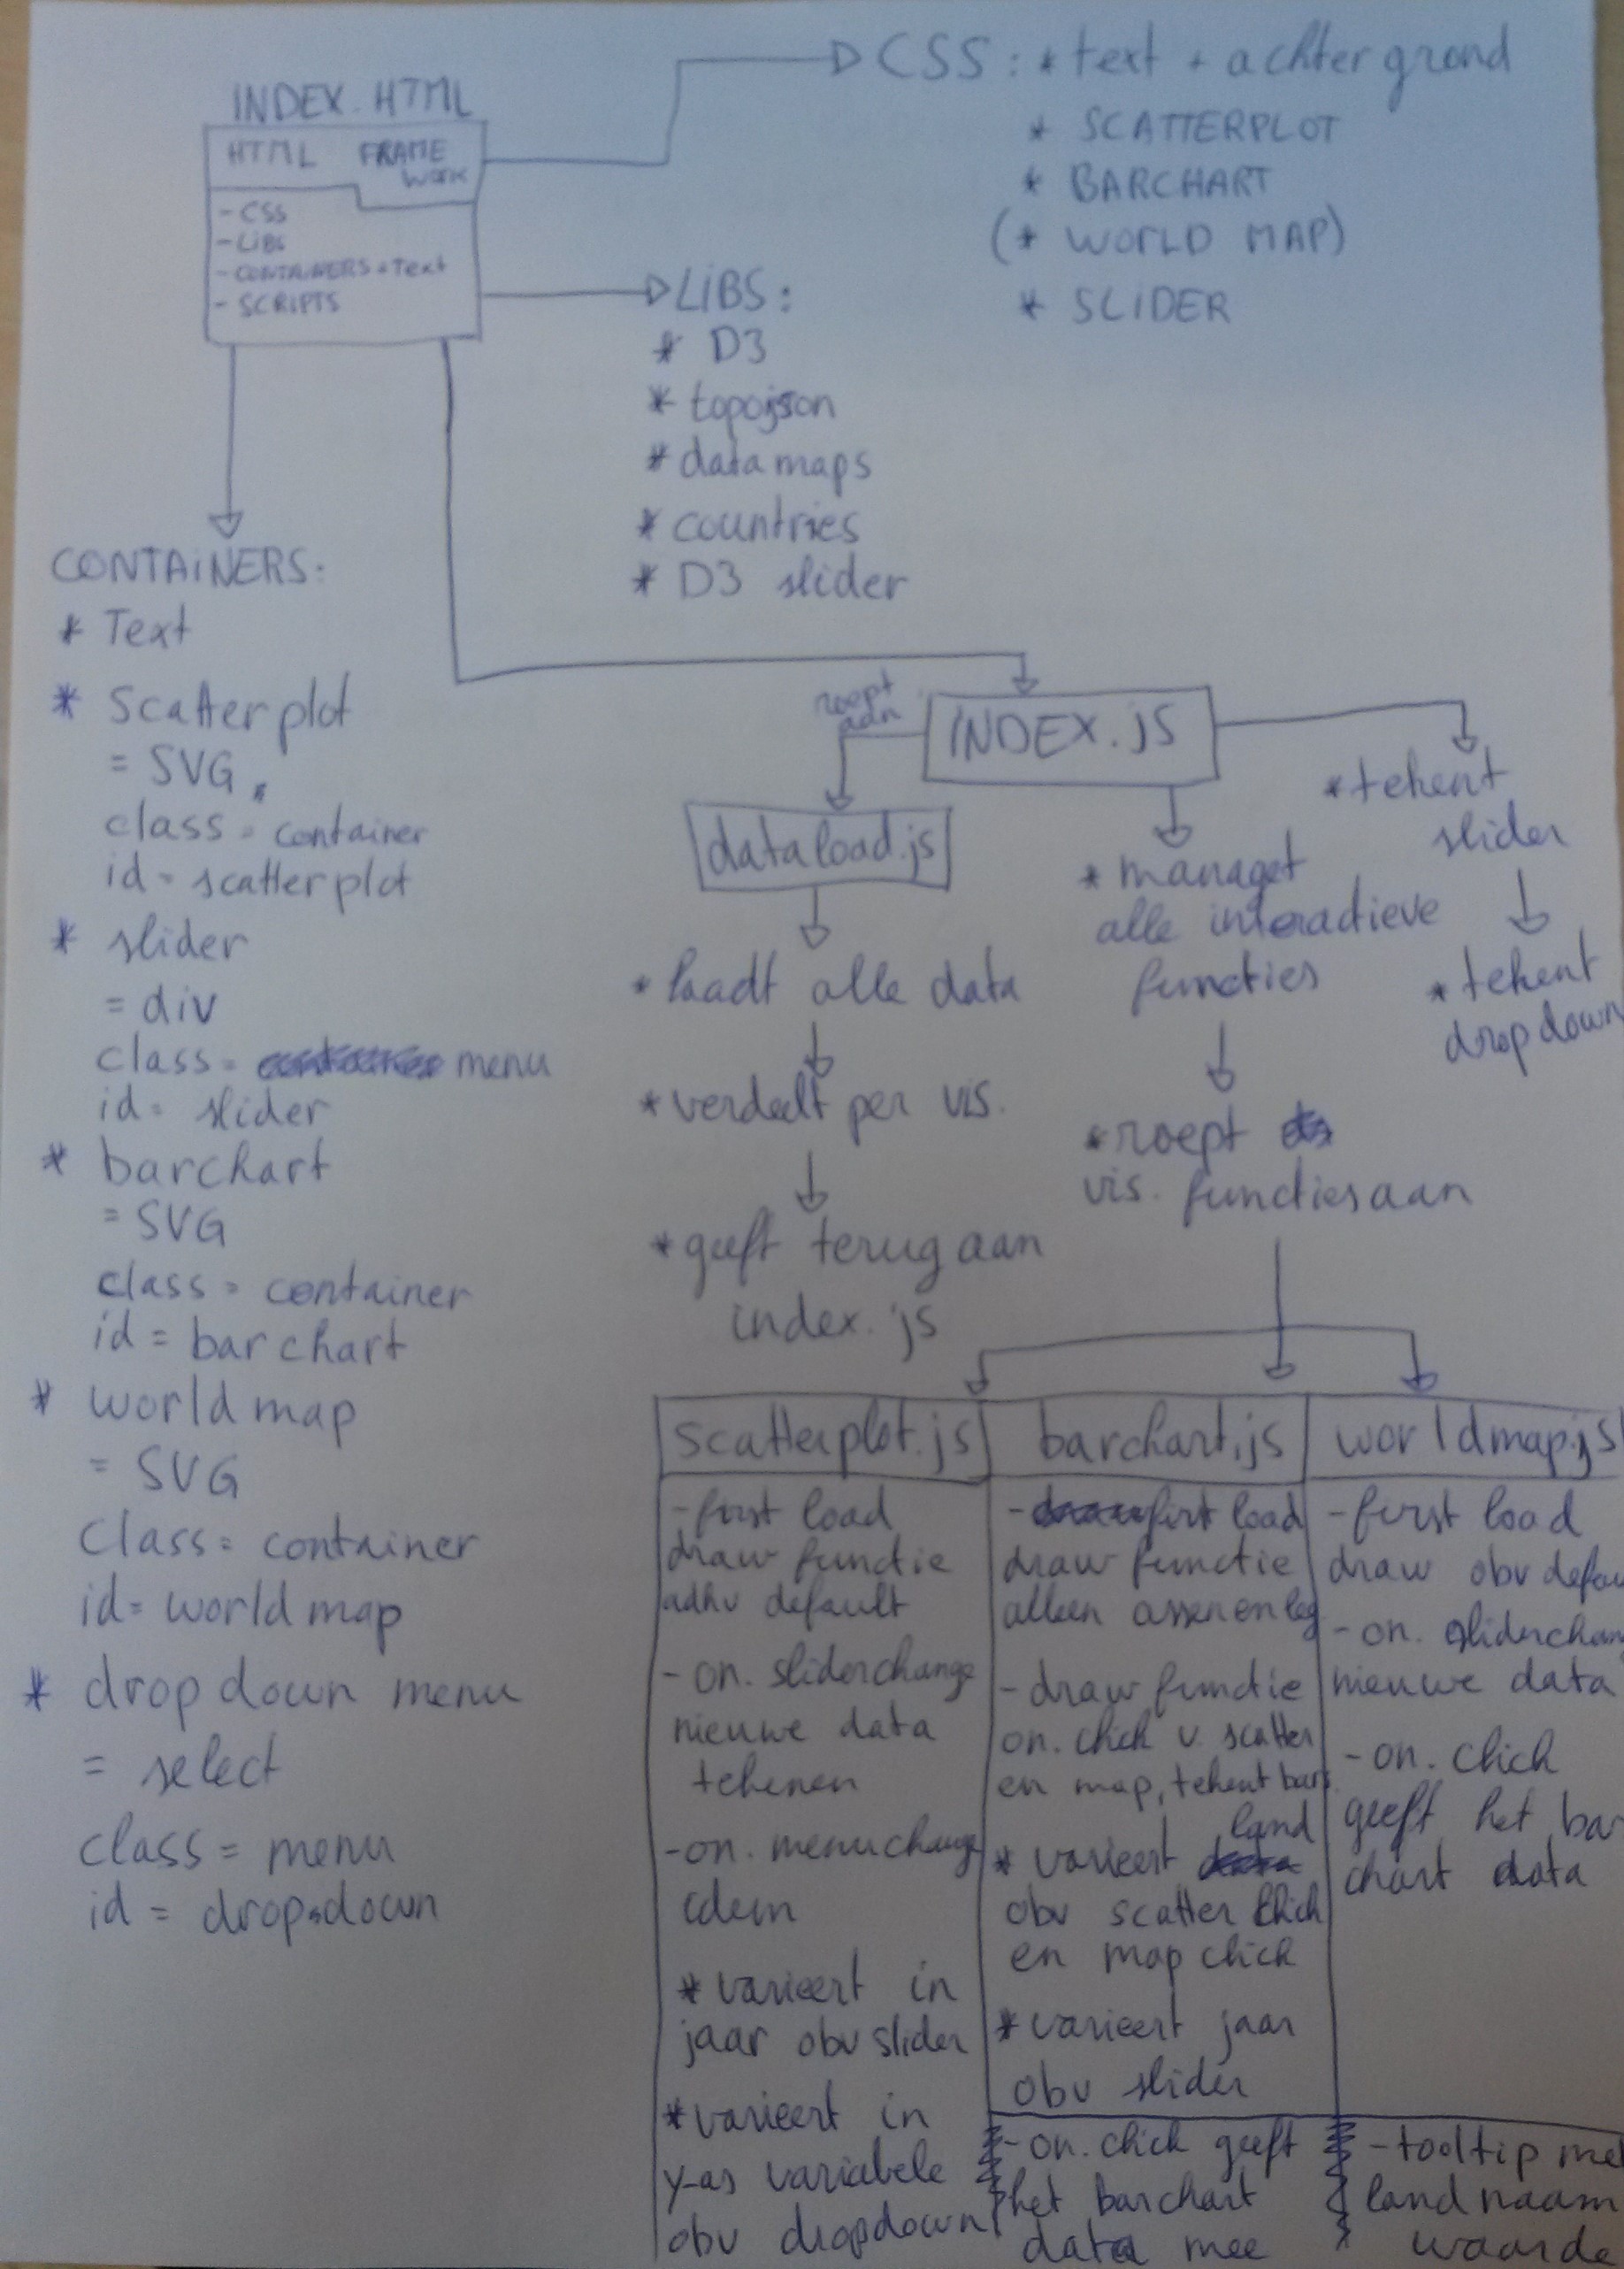 INDEX.HTML
HTML FRAME
WORK
- CSS
- LIBS
- CONTAINERS + Text
- SCRIPTS
CSS: * text + achtergrond
* SCATTERPLOT
* BARCHART
(* WORLD MAP)
* SLIDER
LIBS:
* D3
* topojson
* datamaps
* countries
* D3 slider
CONTAINERS:
* Text
* Scatterplot
= SVG
class = container
id = scatterplot
* slider
= div
class = menu
id = slider
* barchart
= SVG
class = container
id = barchart
* worldmap
= SVG
Class = container
id = worldmap
* drop down menu
= select
class = menu
id = dropdown
INDEX.js
roept
aan
dataload.js
* laadt alle data
* verdeelt per vis.
* geeft terug aan
index.js
* managet
alle interactieve
functies
* roept
vis. functies aan
* tekent
slider
* tekent
dropdown
scatterplot.js
- first load
draw functie
adhv default
- on. sliderchange
nieuwe data
tekenen
- on. menuchange
idem
* varieert in
jaar obv slider
* varieert in
y-as variabele
obv dropdown
barchart.js
- firt load
draw functie
alleen assen en leg
- draw functie
on. click v. scatter
en map, tekent bars
land
* varieert
obv scatter click
en map click
* varieert jaar
obv slider
- on. click geeft
het barchart
data mee
worldmap.js
- first load
draw obv defau
- on. sliderchan
nieuwe data
- on. click
geeft het bar
chart data
- tooltip me
landnaam
waarde